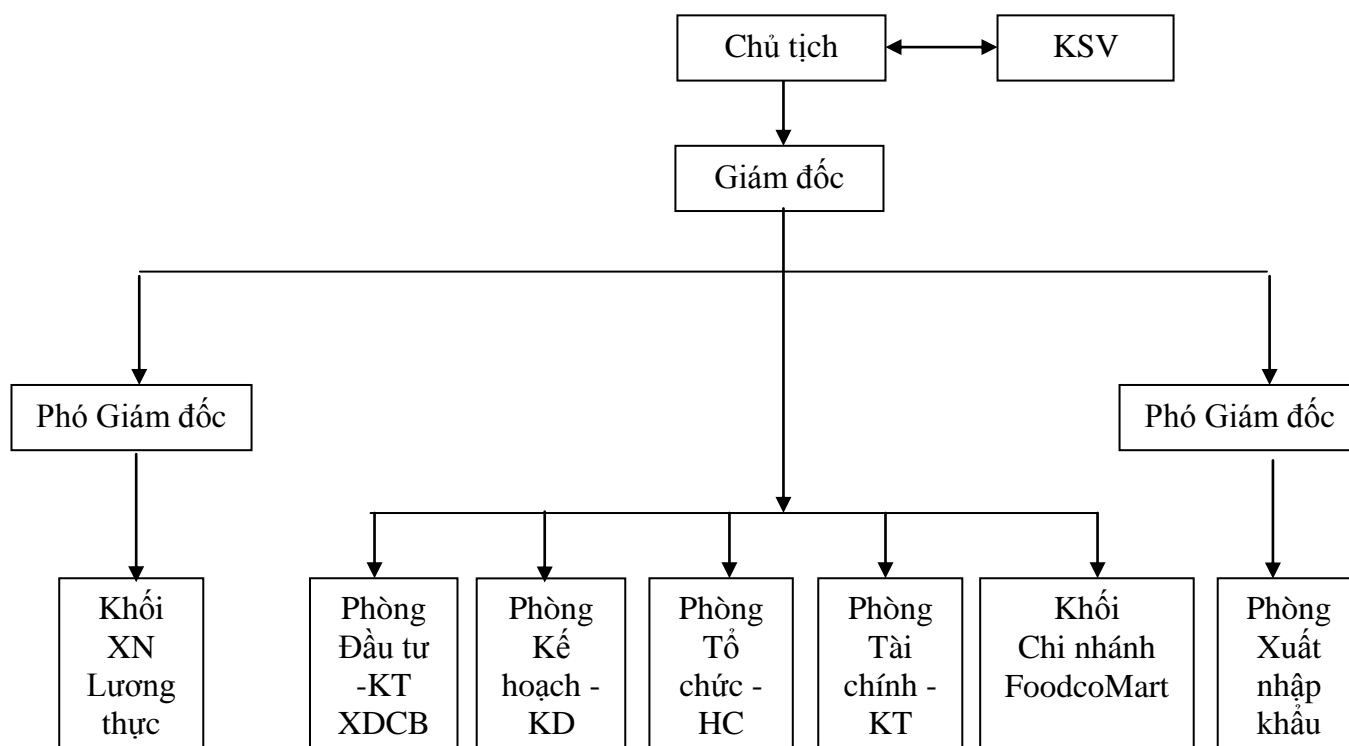 Chủ tịch
KSV
Giám đốc
Phó Giám đốc
Phó Giám đốc
Khối
XN
Lương
thực
Phòng
Đầu tư
-KT
XDCB
Phòng
Kế
hoạch -
KD
Phòng
Tổ
chức -
HC
Phòng
Tài
chính -
KT
Khối
Chi nhánh
FoodcoMart
Phòng
Xuất
nhập
khẩu